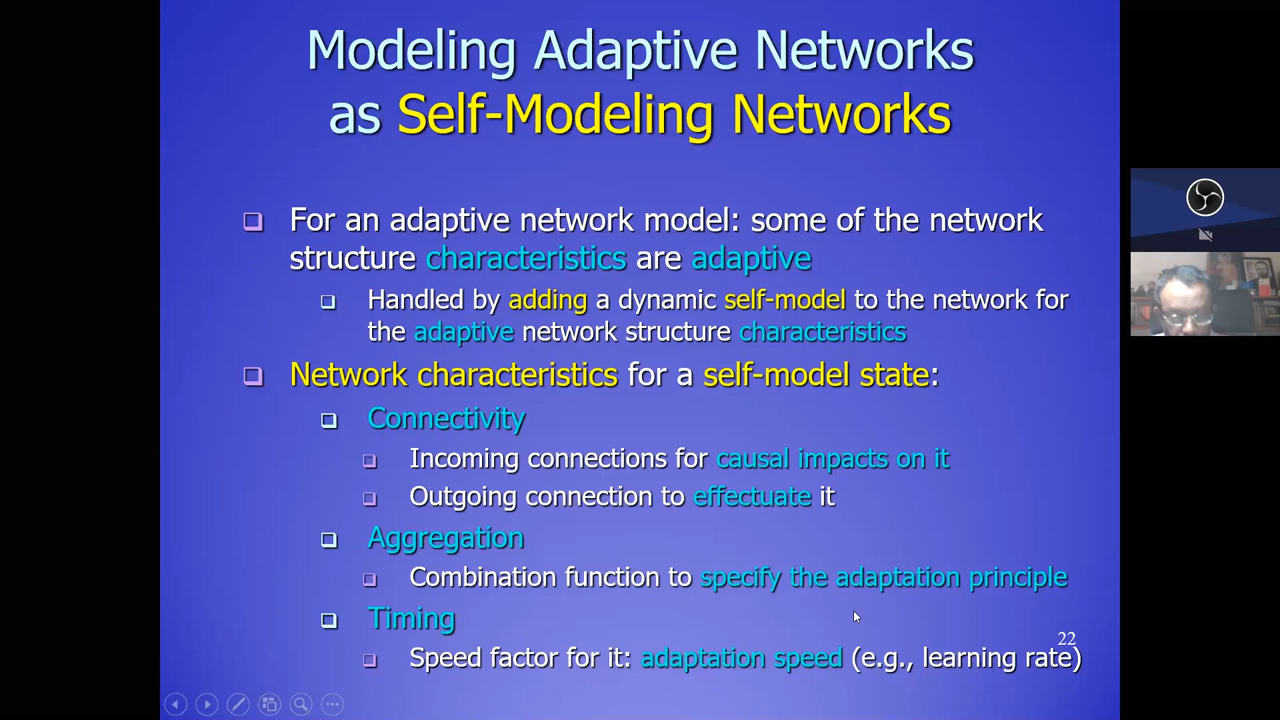 Modeling Adaptive Networks
as Self-Modeling Networks
For an adaptive network model: some of the network
structure characteristics are adaptive
Handled by adding a dynamic self-model to the network for
the adaptive network structure characteristics
Network characteristics for a self-model state:
Connectivity
Incoming connections for causal impacts on it
Outgoing connection to effectuate it
Aggregation
Combination function to specify the adaptation principle
Timing
Speed factor for it: adaptation speed (e.g., learning rate)
22